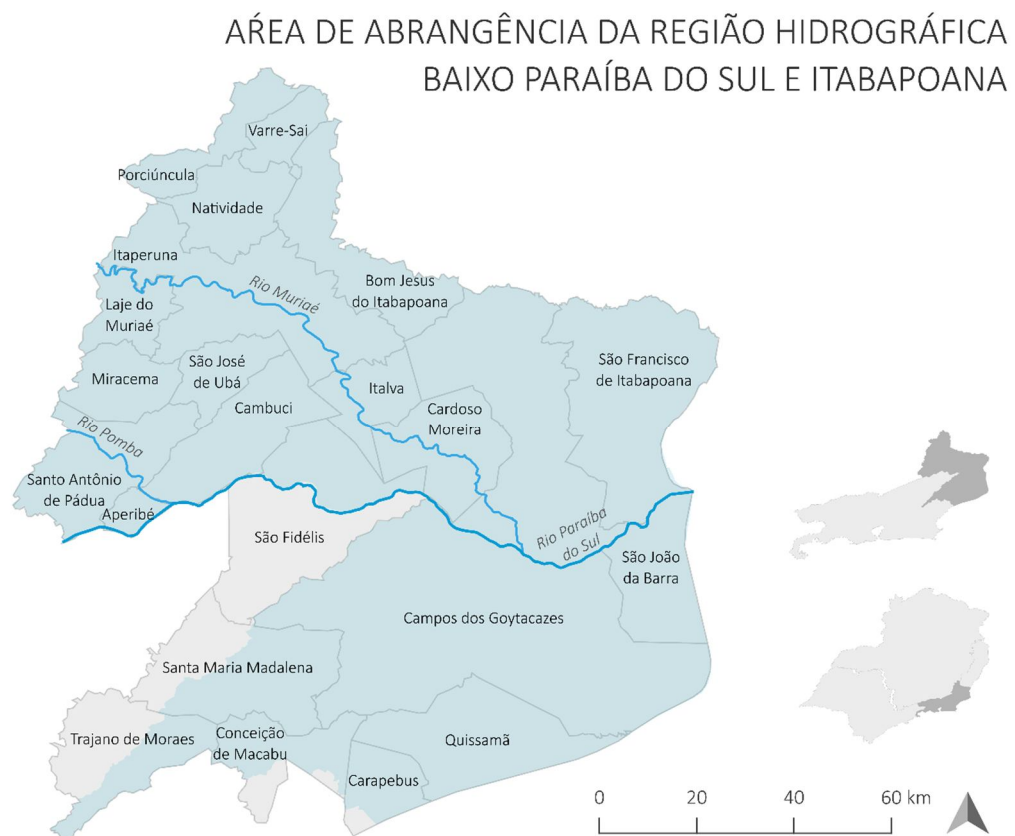 AŔEA DE ABRANGÊNCIA DA REGIÃO HIDROGRÁFICA
BAIXO PARAÍBA DO SUL E ITABAPOANA
Varre-Sai
Porciúncula
Natividade
Itaperuna
Rio Muriaé
Bom Jesus
do Itabapoana
Laje do
Muriaé
São José
de Ubá
Miracema
São Francisco
de Itabapoana
Italva
Cambuci
Cardoso
Moreira
Rio Pomba
Santo Antônio
de Pádua
Aperibé
São Fidélis
Rio Paraíba
do Sul
São João
da Barra
Campos dos Goytacazes
Santa Maria Madalena
Trajano de Moraes
Conceição
de Macabu
Quissamã
Carapebus
0 20 40 60 km